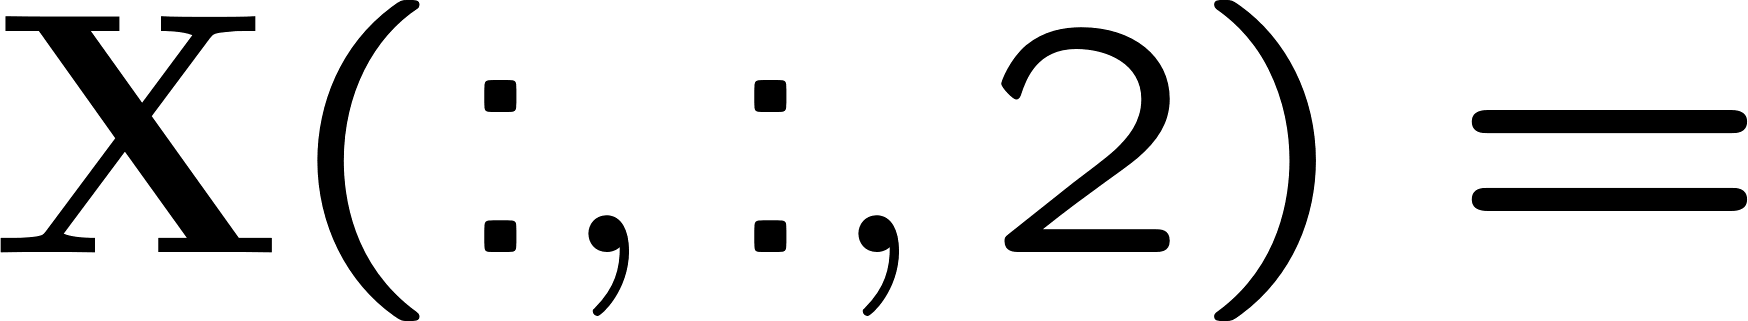 X(:,:,2) =